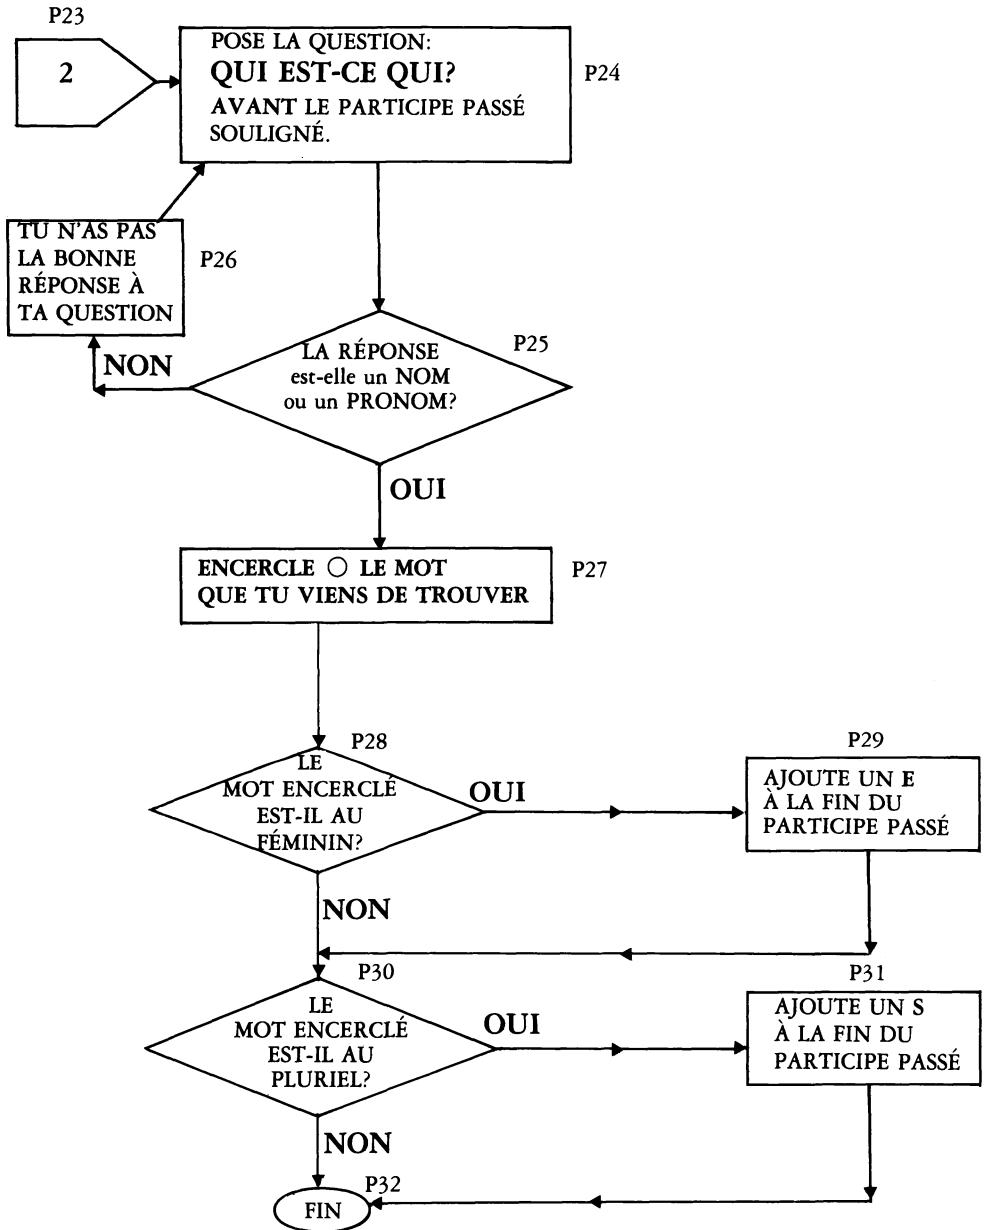 P23
2
POSE LA QUESTION:
QUI EST-CE QUI?
AVANT LE PARTICIPE PASSÉ
SOULIGNÉ.
P24
TU N'AS PAS
LA BONNE
RÉPONSE À
TA QUESTION
P26
NON
LA RÉPONSE
est-elle un NOM
ou un PRONOM?
P25
OUI
ENCERCLE ○ LE MOT
QUE TU VIENS DE TROUVER
P27
P28
LE
MOT ENCERCLÉ
EST-IL AU
FÉMININ?
OUI
P29
AJOUTE UN E
À LA FIN DU
PARTICIPE PASSÉ
NON
P30
LE
MOT ENCERCLÉ
EST-IL AU
PLURIEL?
OUI
P31
AJOUTE UN S
À LA FIN DU
PARTICIPE PASSÉ
NON
P32
FIN